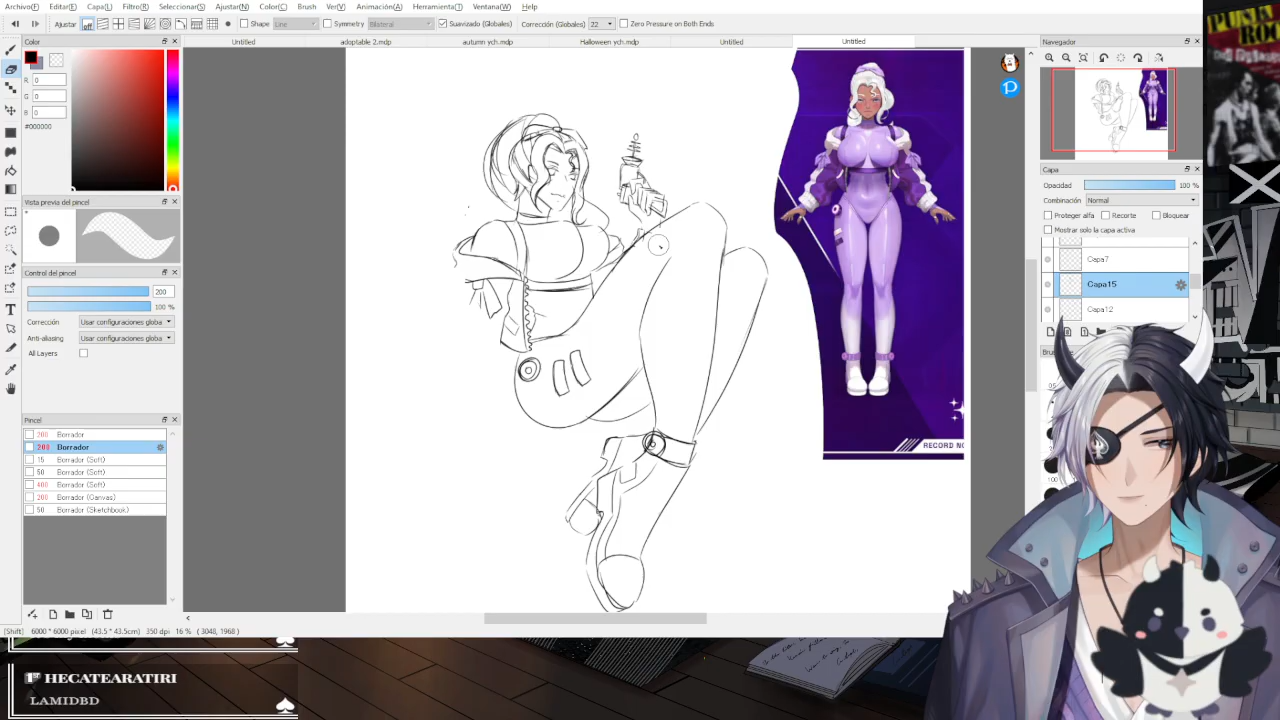 Archivo(F) Editar(E) Capa(L) Filtro(R) Seleccionar(S) Ajustar(N) Color(C) Brush Ver(V) Animación(A) Herramienta(T) Ventana(W) Help
Ajustar off Shape Line Symmetry Bilateral Suavizado (Globales) Corrección (Globales) 22 Zero Pressure on Both Ends
Untitled adoptable 2.mdp autumn ych.mdp Halloween ych.mdp Untitled Untitled
Color
R 0
G 0
B 0
#000000
Vista previa del pincel
Control del pincel
200
100 %
Corrección Usar configuraciones globa
Anti-aliasing Usar configuraciones globa
All Layers
Pincel
200 Borrador
200 Borrador
15 Borrador (Soft)
50 Borrador (Soft)
400 Borrador (Soft)
200 Borrador (Canvas)
50 Borrador (Sketchbook)
[Shift] 6000 * 6000 pixel (43.5 * 43.5cm) 350 dpi 16 % ( 3048, 1968 )
Navegador
Capa
Opacidad 100 %
Combinación Normal
Proteger alfa Recorte Bloquear
Mostrar solo la capa activa
Capa7
Capa15
Capa12
RECORD NO
HECATEARATIRI
LAMIDBD